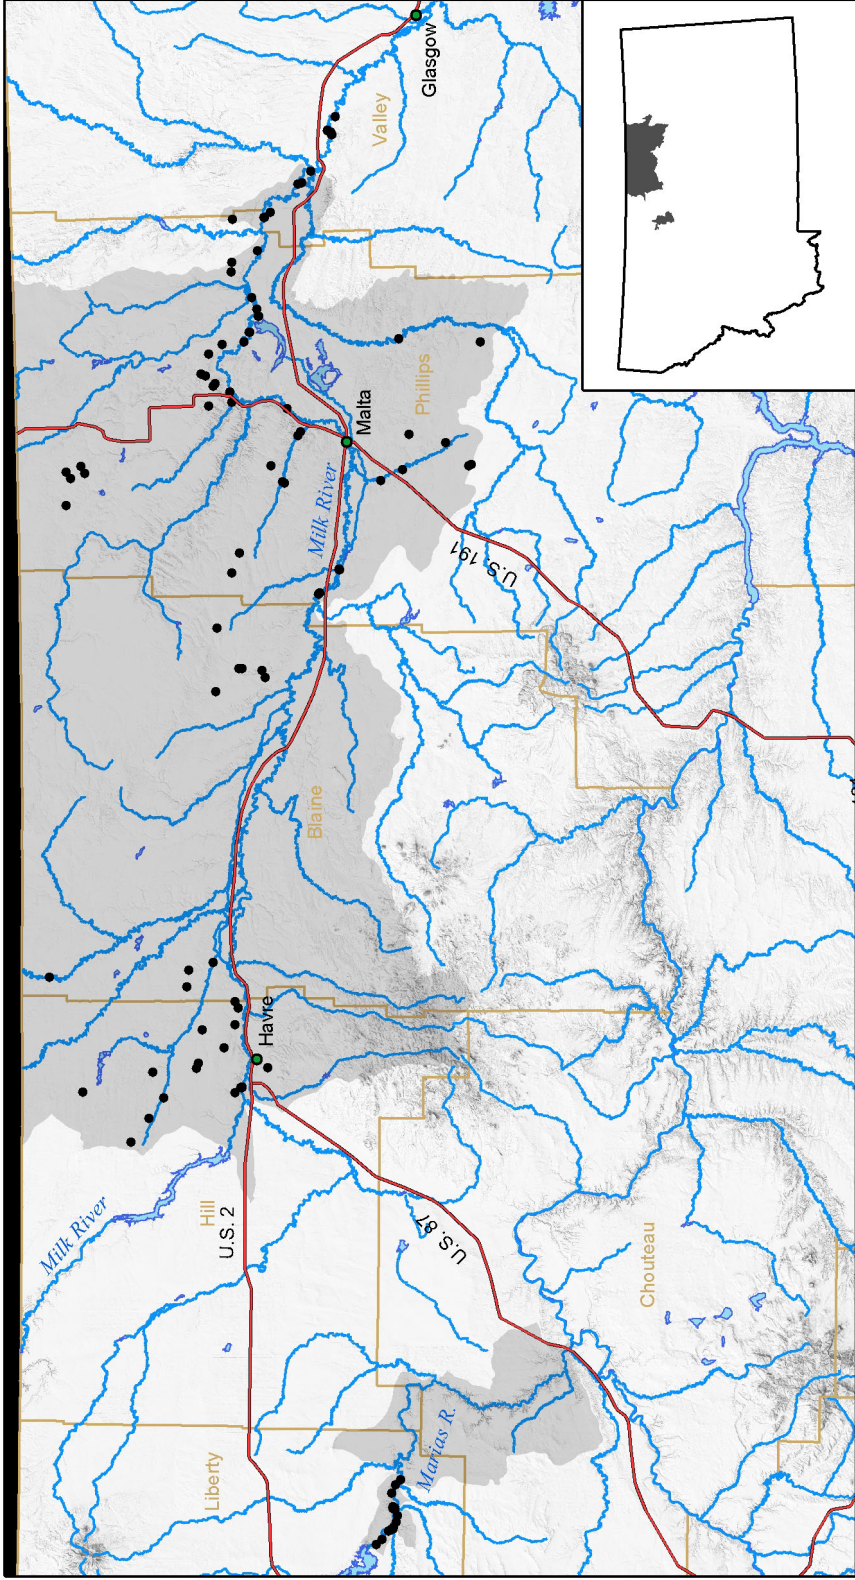 Milk River
Hill
U.S. 2
Havre
Liberty
Marias R.
U.S. 87
Chouteau
Blaine
Milk River
Malta
Phillips
U.S 191
Valley
Glasgow